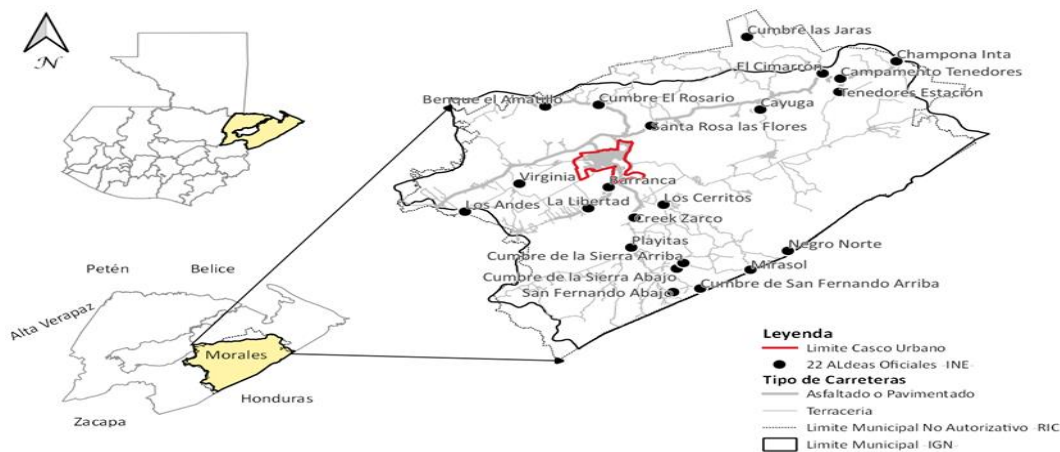 N
Cumbre las Jaras
Champona Inta
El Cimarrón
Campamento Tenedores
Tenedores Estación
Benque el Amatillo
Cumbre El Rosario
Cayuga
Santa Rosa las Flores
Virginia
Barranca
Los Andes
La Libertad
Los Cerritos
Creek Zarco
Playitas
Negro Norte
Cumbre de la Sierra Arriba
Mirasol
Cumbre de la Sierra Abajo
San Fernando Abajo
Cumbre de San Fernando Arriba
Petén
Belice
Alta Verapaz
Morales
Honduras
Zacapa
Leyenda
Limite Casco Urbano
22 ALdeas Oficiales -INE-
Tipo de Carreteras
Asfaltado o Pavimentado
Terraceria
Limite Municipal No Autorizativo -RIC-
Limite Municipal -IGN-